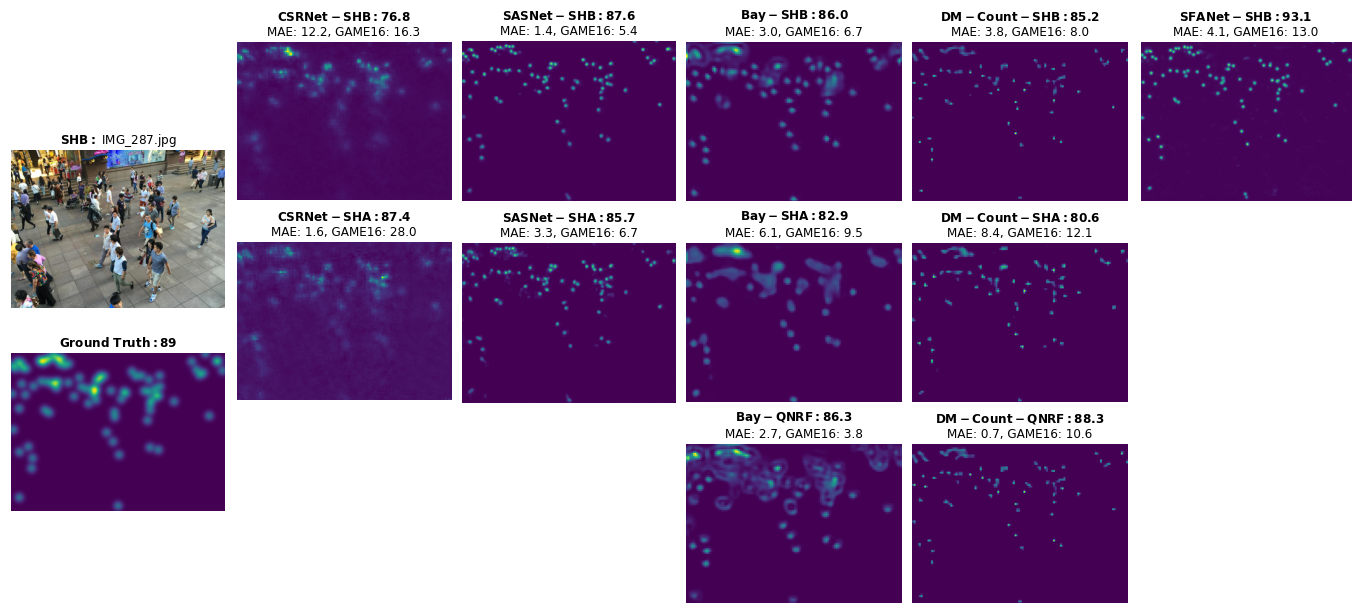 CSRNet − SHB : 76.8
MAE: 12.2, GAME16: 16.3
SASNet − SHB : 87.6
MAE: 1.4, GAME16: 5.4
Bay − SHB : 86.0
MAE: 3.0, GAME16: 6.7
DM − Count − SHB : 85.2
MAE: 3.8, GAME16: 8.0
SFANet − SHB : 93.1
MAE: 4.1, GAME16: 13.0
SHB : IMG_287.jpg
CSRNet − SHA : 87.4
MAE: 1.6, GAME16: 28.0
SASNet − SHA : 85.7
MAE: 3.3, GAME16: 6.7
Bay − SHA : 82.9
MAE: 6.1, GAME16: 9.5
DM − Count − SHA : 80.6
MAE: 8.4, GAME16: 12.1
Ground Truth : 89
Bay − QNRF : 86.3
MAE: 2.7, GAME16: 3.8
DM − Count − QNRF : 88.3
MAE: 0.7, GAME16: 10.6